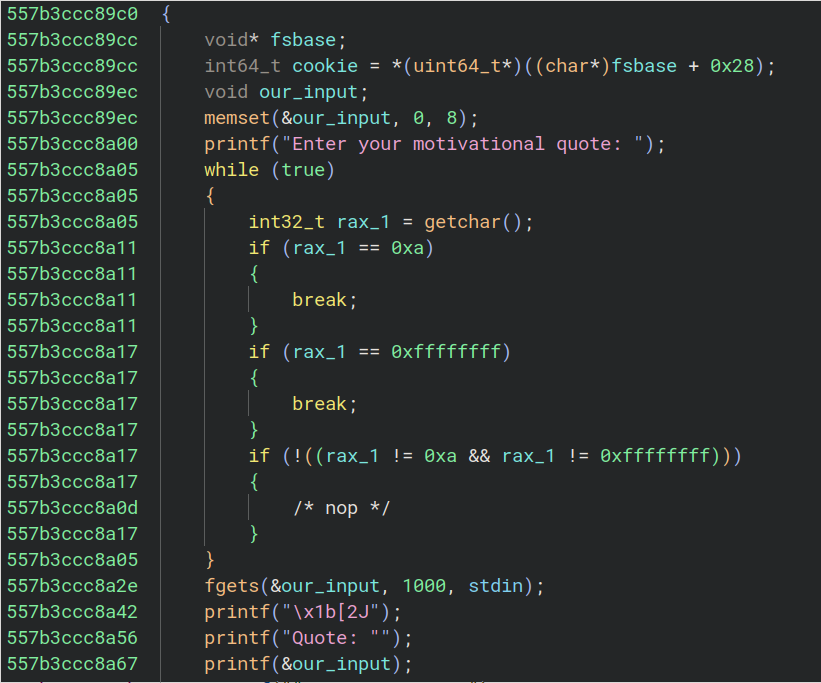 557b3ccc89c0 {
557b3ccc89cc void* fsbase;
557b3ccc89cc int64_t cookie = *(uint64_t*)((char*)fsbase + 0x28);
557b3ccc89ec void our_input;
557b3ccc89ec memset(&our_input, 0, 8);
557b3ccc8a00 printf("Enter your motivational quote: ");
557b3ccc8a05 while (true)
557b3ccc8a05 {
557b3ccc8a05 int32_t rax_1 = getchar();
557b3ccc8a11 if (rax_1 == 0xa)
557b3ccc8a11 {
557b3ccc8a11 break;
557b3ccc8a11 }
557b3ccc8a17 if (rax_1 == 0xffffffff)
557b3ccc8a17 {
557b3ccc8a17 break;
557b3ccc8a17 }
557b3ccc8a17 if (!((rax_1 != 0xa && rax_1 != 0xffffffff)))
557b3ccc8a17 {
557b3ccc8a0d /* nop */
557b3ccc8a17 }
557b3ccc8a05 }
557b3ccc8a2e fgets(&our_input, 1000, stdin);
557b3ccc8a42 printf("\x1b[2J");
557b3ccc8a56 printf("Quote: "");
557b3ccc8a67 printf(&our_input);